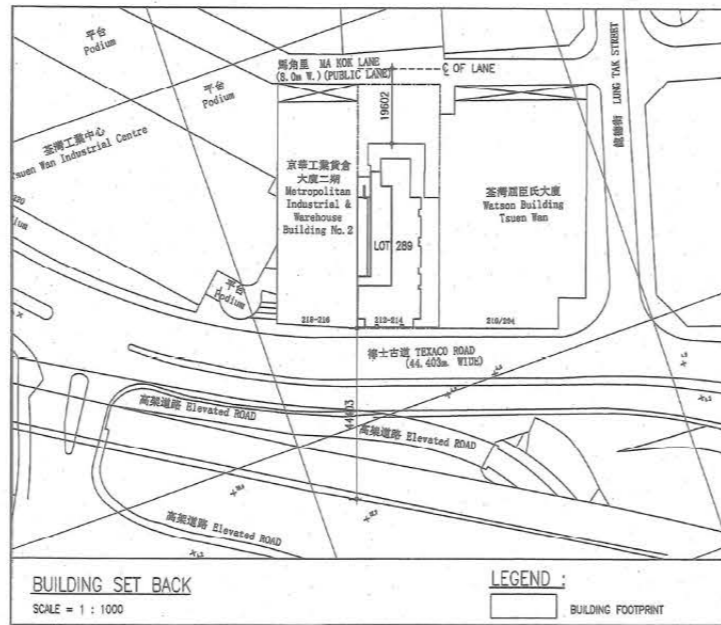 平台
Podium
馬角里 MA KOK LANE
(8.0m W.)(PUBLIC LANE)
℄ OF LANE
龍德街 LUNG TAK STREET
平台
Podium
19602
荃灣工業中心
Tsuen Wan Industrial Centre
京華工業貨倉
大廈二期
Metropolitan
Industrial &
Warehouse
Building No.2
荃灣屈臣氏大廈
Watson Building
Tsuen Wan
LOT 289
平台
Podium
218-216
212-214
210/204
德士古道 TEXACO ROAD
(44.403m. WIDE)
44403
高架道路 Elevated ROAD
高架道路 Elevated ROAD
高架道路 Elevated ROAD
BUILDING SET BACK
SCALE = 1 : 1000
LEGEND :
BUILDING FOOTPRINT